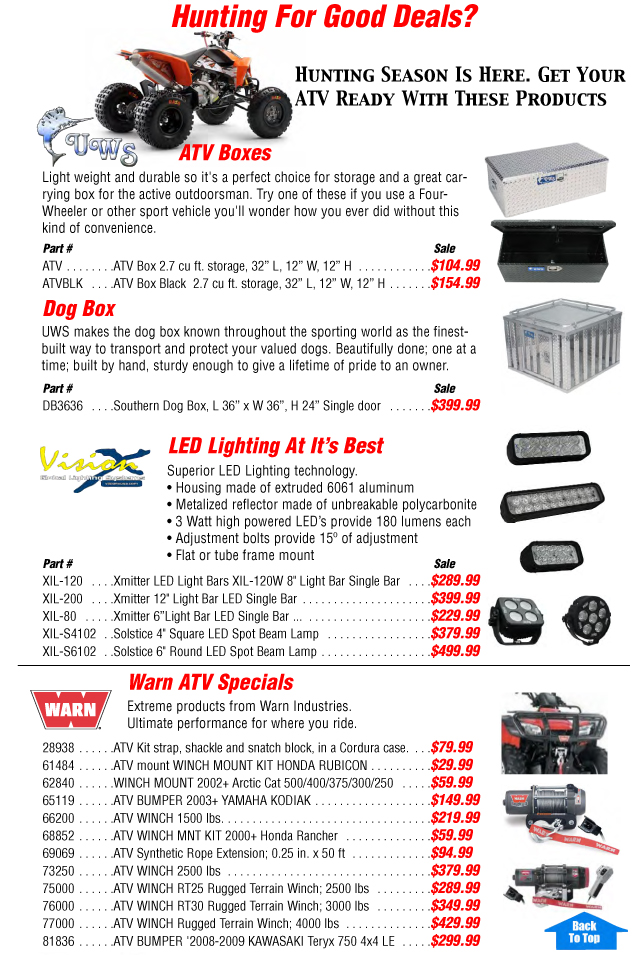 Hunting For Good Deals?
HUNTING SEASON IS HERE. GET YOUR
ATV READY WITH THESE PRODUCTS
UWS
ATV Boxes
Light weight and durable so it's a perfect choice for storage and a great car-
rying box for the active outdoorsman. Try one of these if you use a Four-
Wheeler or other sport vehicle you'll wonder how you ever did without this
kind of convenience.
Part # Sale
ATV . . . . . . . .ATV Box 2.7 cu ft. storage, 32” L, 12” W, 12” H . . . . . . . . . . . .$104.99
ATVBLK . . . .ATV Box Black 2.7 cu ft. storage, 32” L, 12” W, 12” H . . . . . . .$154.99
Dog Box
UWS makes the dog box known throughout the sporting world as the finest-
built way to transport and protect your valued dogs. Beautifully done; one at a
time; built by hand, sturdy enough to give a lifetime of pride to an owner.
Part # Sale
DB3636 . . . .Southern Dog Box, L 36” x W 36”, H 24” Single door . . . . . . .$399.99
Vision X
Global Lighting Systems
LED Lighting At It’s Best
Superior LED Lighting technology.
• Housing made of extruded 6061 aluminum
• Metalized reflector made of unbreakable polycarbonite
• 3 Watt high powered LED’s provide 180 lumens each
• Adjustment bolts provide 15º of adjustment
• Flat or tube frame mount
Part # Sale
XIL-120 . . . .Xmitter LED Light Bars XIL-120W 8" Light Bar Single Bar . . . .$289.99
XIL-200 . . . .Xmitter 12" Light Bar LED Single Bar . . . . . . . . . . . . . . . . . . . . .$399.99
XIL-80 . . . . .Xmitter 6”Light Bar LED Single Bar ... . . . . . . . . . . . . . . . . . . . .$229.99
XIL-S4102 . .Solstice 4" Square LED Spot Beam Lamp . . . . . . . . . . . . . . . . .$379.99
XIL-S6102 . .Solstice 6" Round LED Spot Beam Lamp . . . . . . . . . . . . . . . . . .$499.99
WARN
Warn ATV Specials
Extreme products from Warn Industries.
Ultimate performance for where you ride.
28938 . . . . . .ATV Kit strap, shackle and snatch block, in a Cordura case. . . .$79.99
61484 . . . . . .ATV mount WINCH MOUNT KIT HONDA RUBICON . . . . . . . . . .$29.99
62840 . . . . . .WINCH MOUNT 2002+ Arctic Cat 500/400/375/300/250 . . . . .$59.99
65119 . . . . . .ATV BUMPER 2003+ YAMAHA KODIAK . . . . . . . . . . . . . . . . . . .$149.99
66200 . . . . . .ATV WINCH 1500 lbs. . . . . . . . . . . . . . . . . . . . . . . . . . . . . . . . . .$219.99
68852 . . . . . .ATV WINCH MNT KIT 2000+ Honda Rancher . . . . . . . . . . . . . .$59.99
69069 . . . . . .ATV Synthetic Rope Extension; 0.25 in. x 50 ft . . . . . . . . . . . . .$94.99
73250 . . . . . .ATV WINCH 2500 lbs . . . . . . . . . . . . . . . . . . . . . . . . . . . . . . . . .$379.99
75000 . . . . . .ATV WINCH RT25 Rugged Terrain Winch; 2500 lbs . . . . . . . . .$289.99
76000 . . . . . .ATV WINCH RT30 Rugged Terrain Winch; 3000 lbs . . . . . . . . .$349.99
77000 . . . . . .ATV WINCH Rugged Terrain Winch; 4000 lbs . . . . . . . . . . . . . .$429.99
81836 . . . . . .ATV BUMPER ‘2008-2009 KAWASAKI Teryx 750 4x4 LE . . . . .$299.99
WARN
WARN
Back
To Top